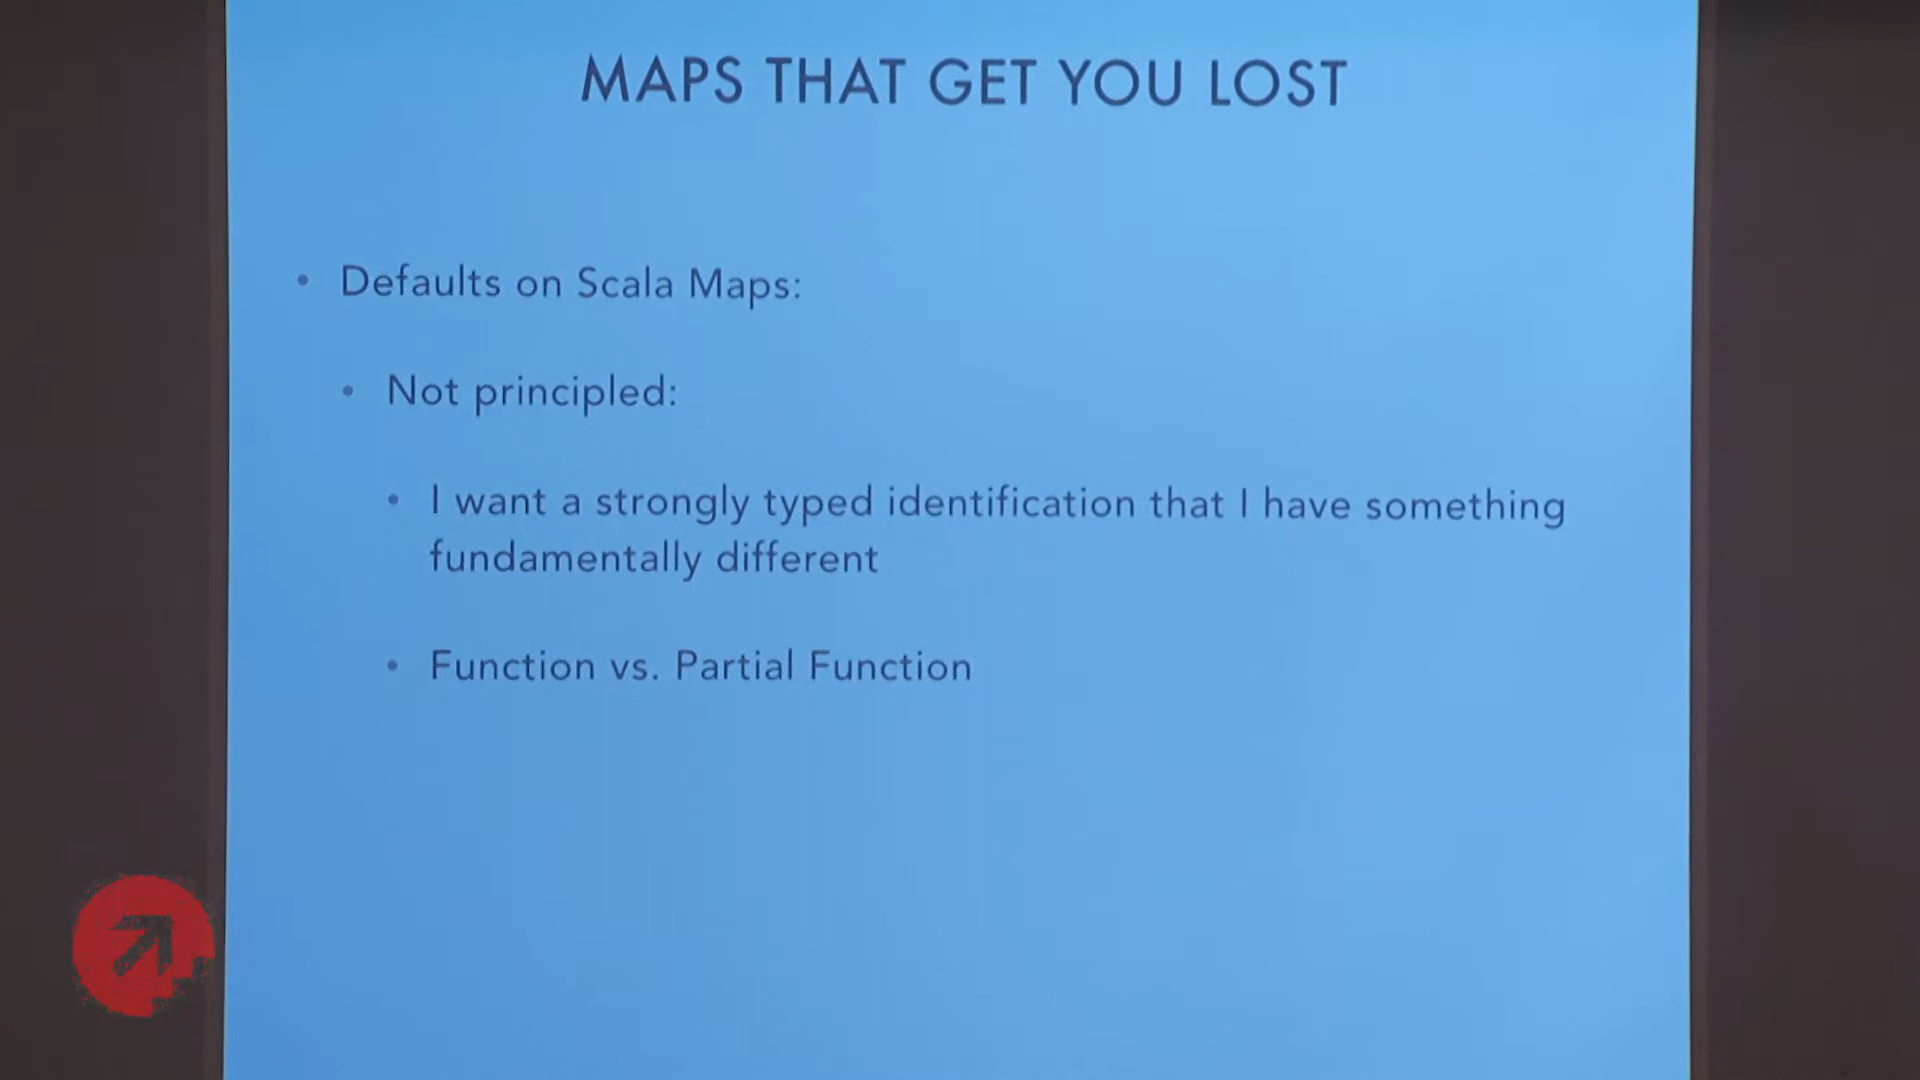 MAPS THAT GET YOU LOST
• Defaults on Scala Maps:
• Not principled:
• I want a strongly typed identification that I have something
fundamentally different
• Function vs. Partial Function